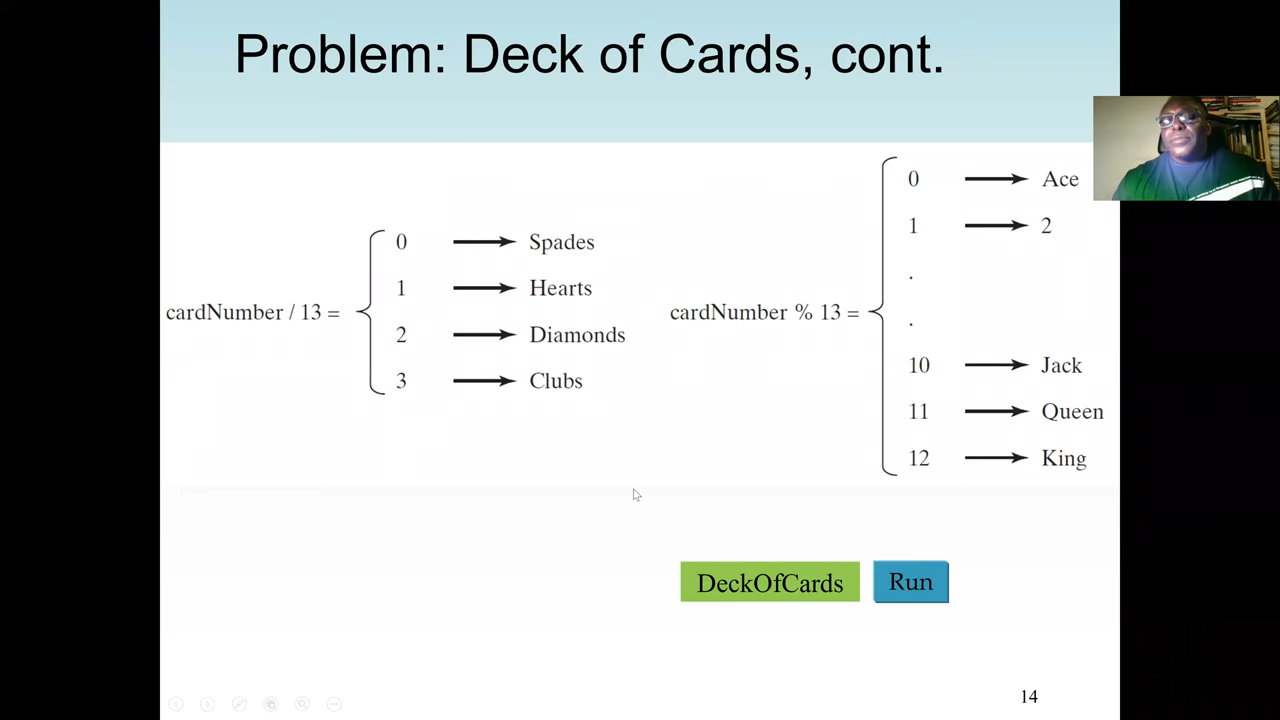 Problem: Deck of Cards, cont.
cardNumber / 13 =
0 Spades
1 Hearts
2 Diamonds
3 Clubs
cardNumber % 13 =
0 Ace
1 2
.
.
10 Jack
11 Queen
12 King
DeckOfCards
Run
14